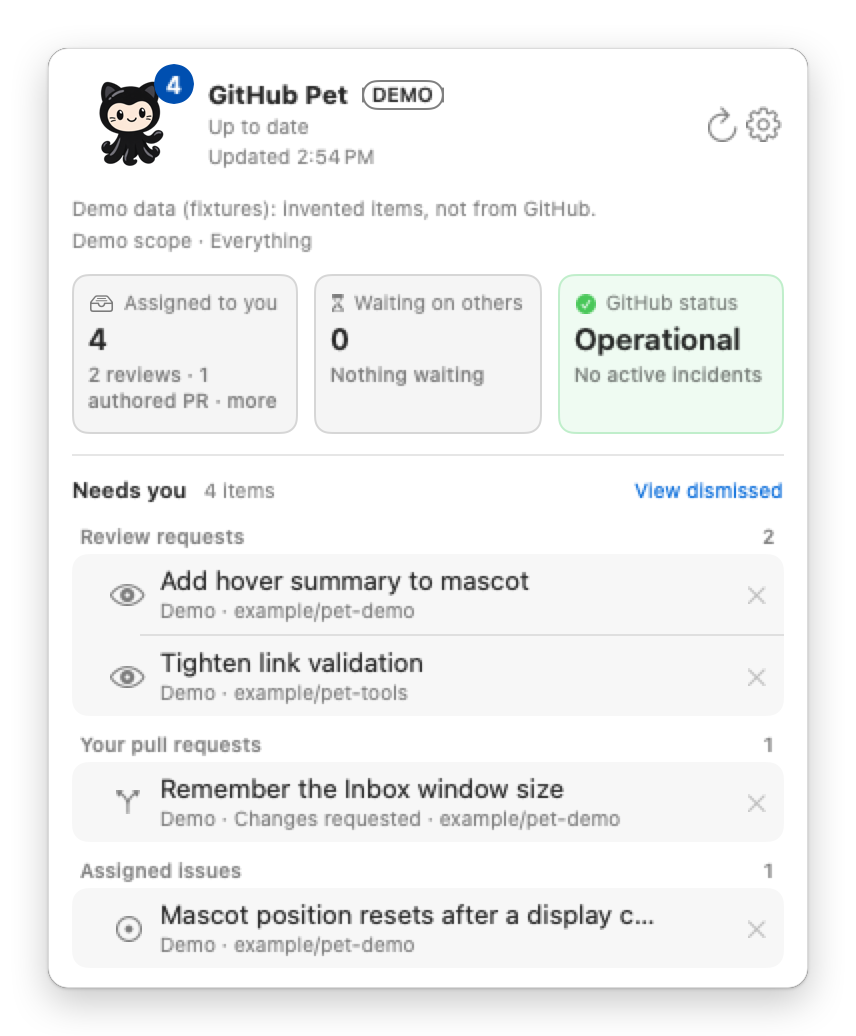 4
GitHub Pet DEMO
Up to date
Updated 2:54 PM
Demo data (fixtures): invented items, not from GitHub.
Demo scope · Everything
Assigned to you
4
2 reviews · 1
authored PR · more
Waiting on others
0
Nothing waiting
GitHub status
Operational
No active incidents
Needs you 4 items View dismissed
Review requests 2
Add hover summary to mascot
Demo · example/pet-demo
Tighten link validation
Demo · example/pet-tools
Your pull requests 1
Remember the Inbox window size
Demo · Changes requested · example/pet-demo
Assigned issues 1
Mascot position resets after a display c...
Demo · example/pet-demo